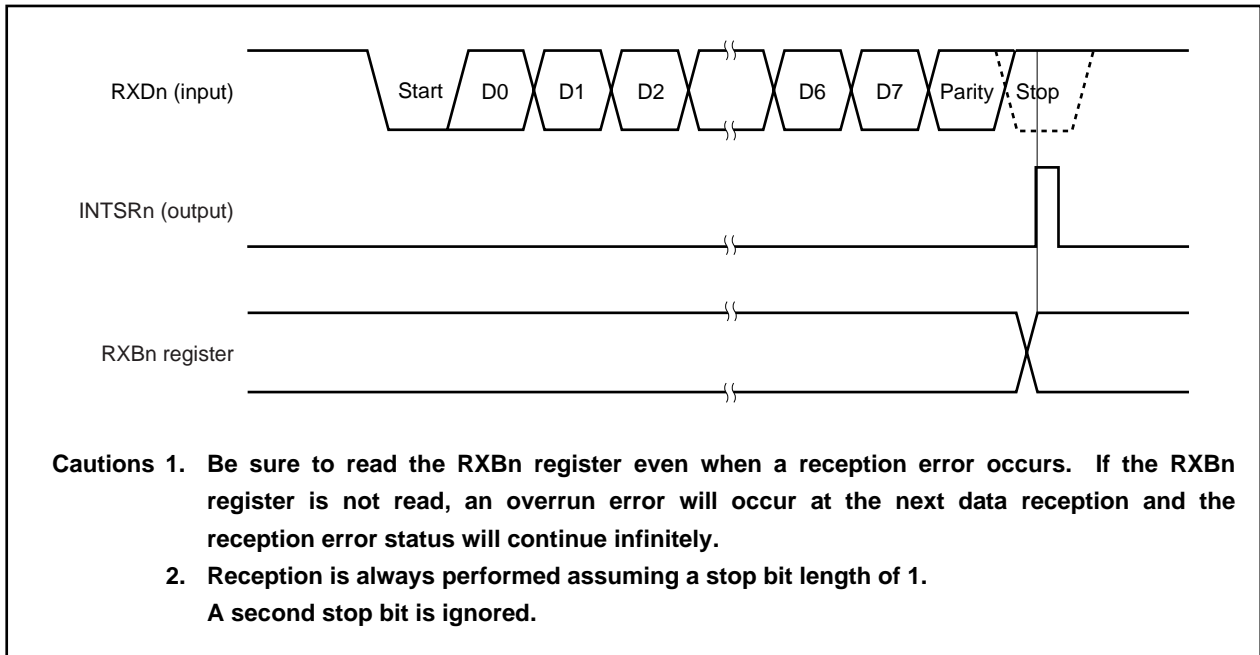 RXDn (input)
Start D0 D1 D2 D6 D7 Parity Stop
INTSRn (output)
RXBn register
Cautions 1. Be sure to read the RXBn register even when a reception error occurs. If the RXBn
register is not read, an overrun error will occur at the next data reception and the
reception error status will continue infinitely.
2. Reception is always performed assuming a stop bit length of 1.
A second stop bit is ignored.